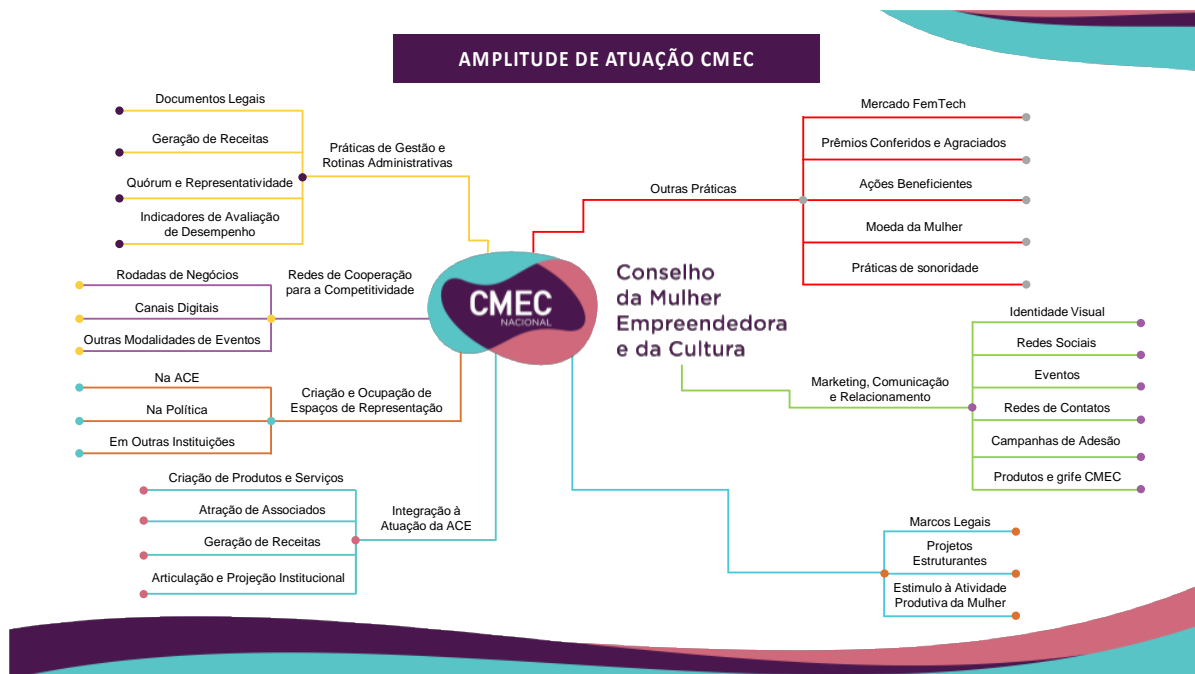 AMPLITUDE DE ATUAÇÃO CMEC
Documentos Legais
Geração de Receitas
Quórum e Representatividade
Indicadores de Avaliação
de Desempenho
Práticas de Gestão e
Rotinas Administrativas
Rodadas de Negócios
Canais Digitais
Outras Modalidades de Eventos
Redes de Cooperação
para a Competitividade
Na ACE
Na Política
Em Outras Instituições
Criação e Ocupação de
Espaços de Representação
Criação de Produtos e Serviços
Atração de Associados
Geração de Receitas
Articulação e Projeção Institucional
Integração à
Atuação da ACE
CMEC
NACIONAL
Conselho
da Mulher
Empreendedora
e da Cultura
Outras Práticas
Mercado FemTech
Prêmios Conferidos e Agraciados
Ações Beneficientes
Moeda da Mulher
Práticas de sonoridade
Marketing, Comunicação
e Relacionamento
Identidade Visual
Redes Sociais
Eventos
Redes de Contatos
Campanhas de Adesão
Produtos e grife CMEC
Marcos Legais
Projetos
Estruturantes
Estimulo à Atividade
Produtiva da Mulher